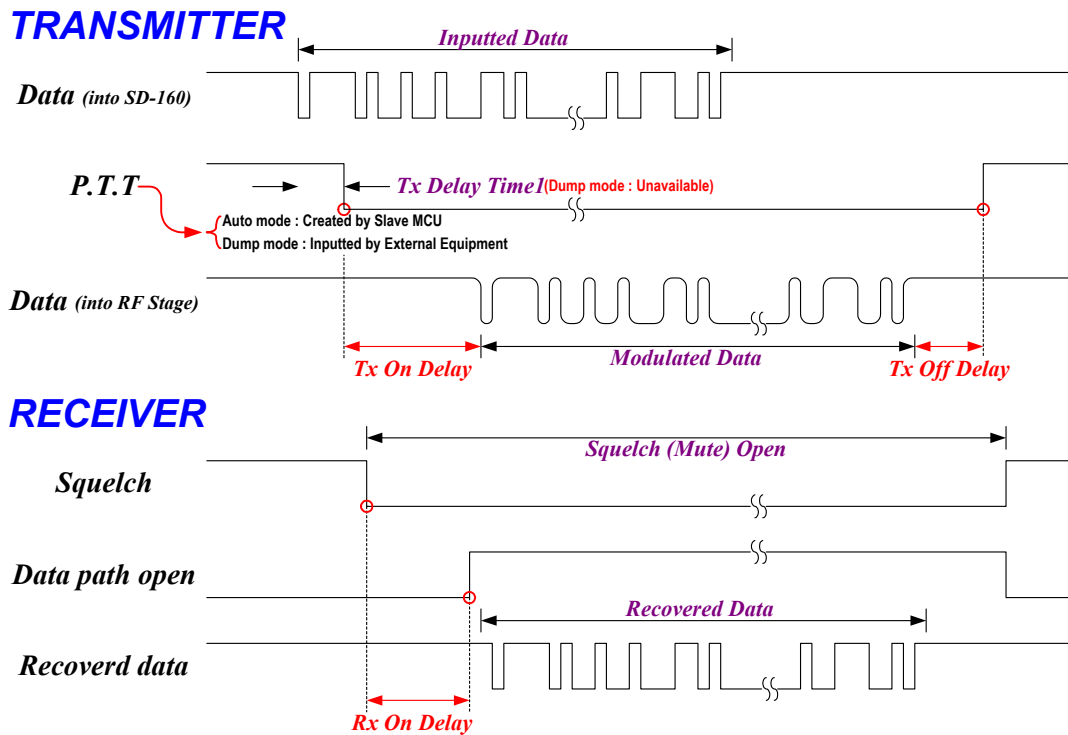 TRANSMITTER
Inputted Data
Data (into SD-160)
P.T.T
Tx Delay Time1 (Dump mode : Unavailable)
Auto mode : Created by Slave MCU
Dump mode : Inputted by External Equipment
Data (into RF Stage)
Tx On Delay
Modulated Data
Tx Off Delay
RECEIVER
Squelch (Mute) Open
Squelch
Data path open
Recovered Data
Recoverd data
Rx On Delay